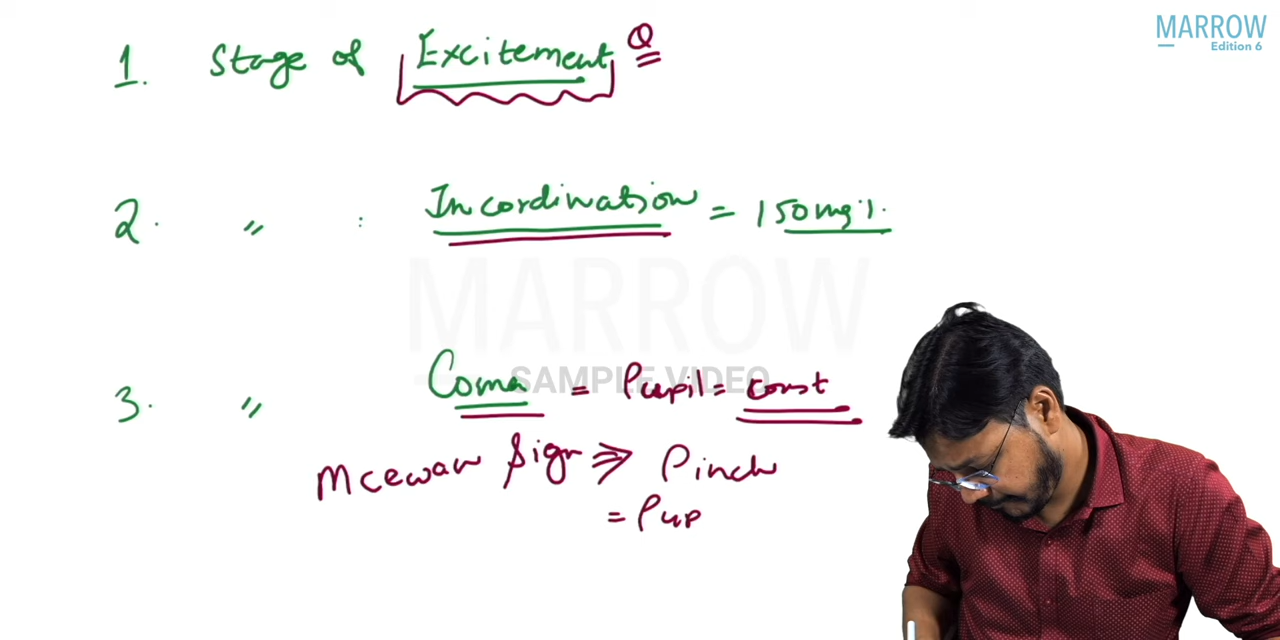 MARROW
Edition 6
1. Stage of Excitement Q
2. " : Incordination = 150mg%.
MARROW
SAMPLE VIDEO
3. " Coma = Pupil = const
Mcewan Sign => Pinch
= Pup